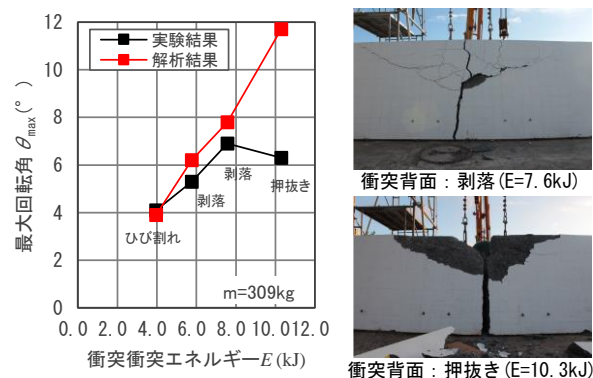 12
10
8
6
4
2
0
実験結果
解析結果
ひび割れ
剥落
剥落
押抜き
m=309kg
0.0 2.0 4.0 6.0 8.0 10.0 12.0
最大回転角 θmax(°)
衝突衝突エネルギーE(kJ)
衝突背面：剥落(E=7.6kJ)
衝突背面：押抜き(E=10.3kJ)